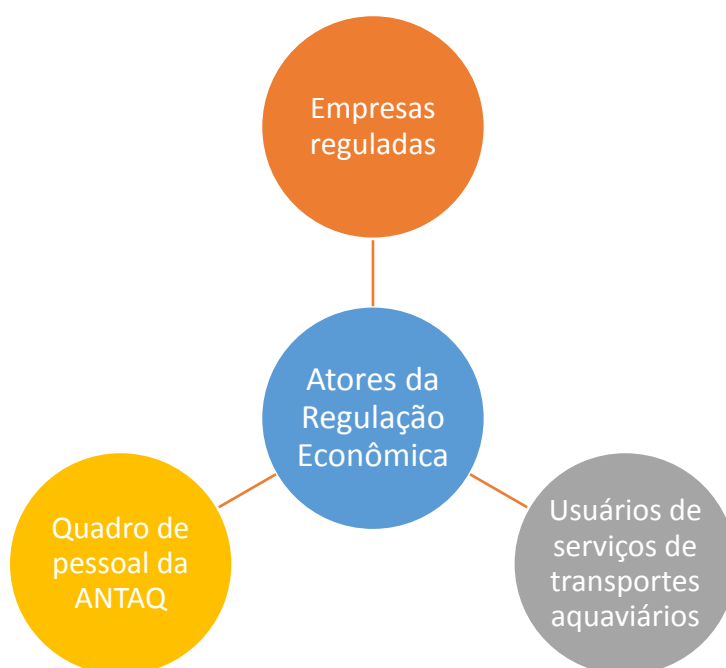 Empresas
reguladas
Atores da
Regulação
Econômica
Quadro de
pessoal da
ANTAQ
Usuários de
serviços de
transportes
aquaviários